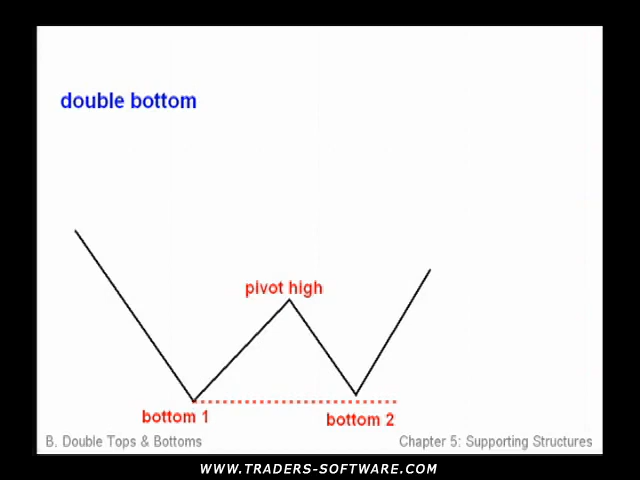 double bottom
pivot high
bottom 1
bottom 2
B. Double Tops & Bottoms
Chapter 5: Supporting Structures
WWW.TRADERS-SOFTWARE.COM